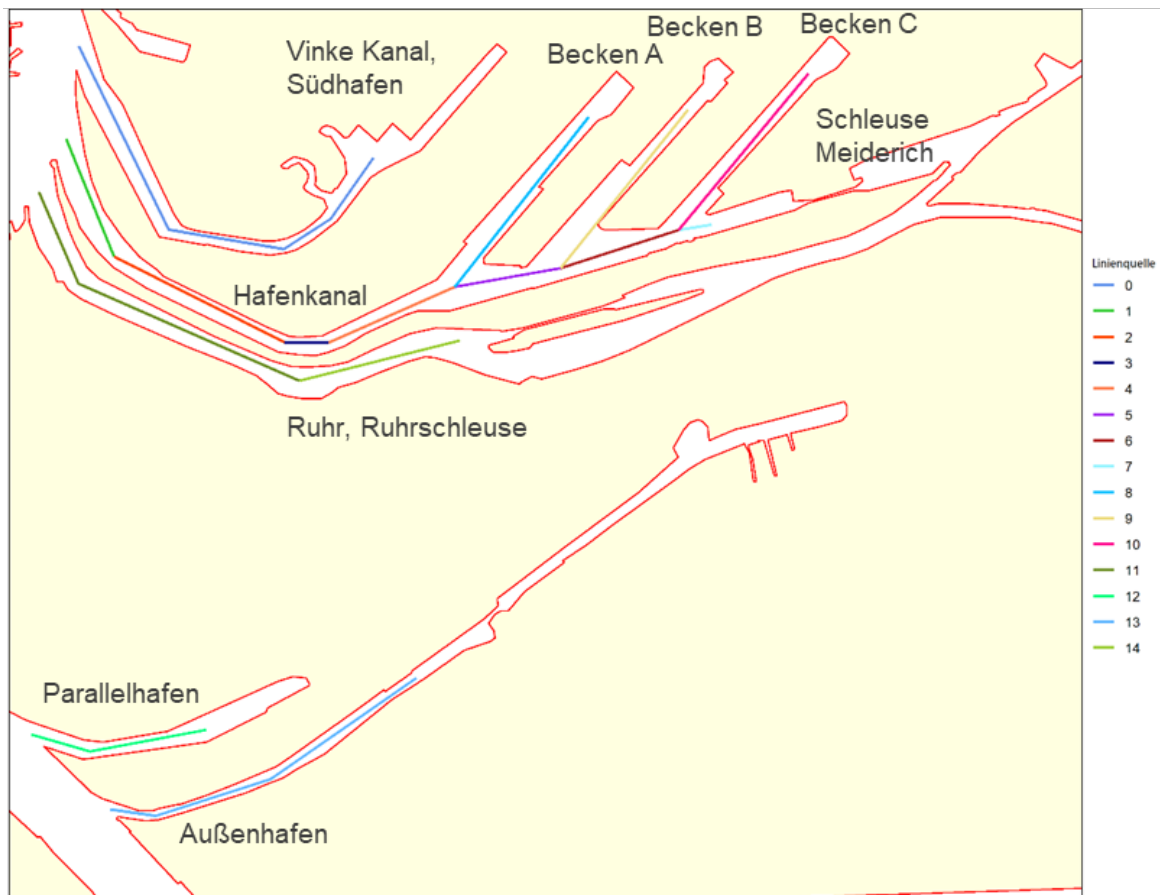 Vinke Kanal,
Südhafen
Becken A
Becken B
Becken C
Schleuse
Meiderich
Hafenkanal
Ruhr, Ruhrschleuse
Parallelhafen
Außenhafen
Linienquelle
0
1
2
3
4
5
6
7
8
9
10
11
12
13
14